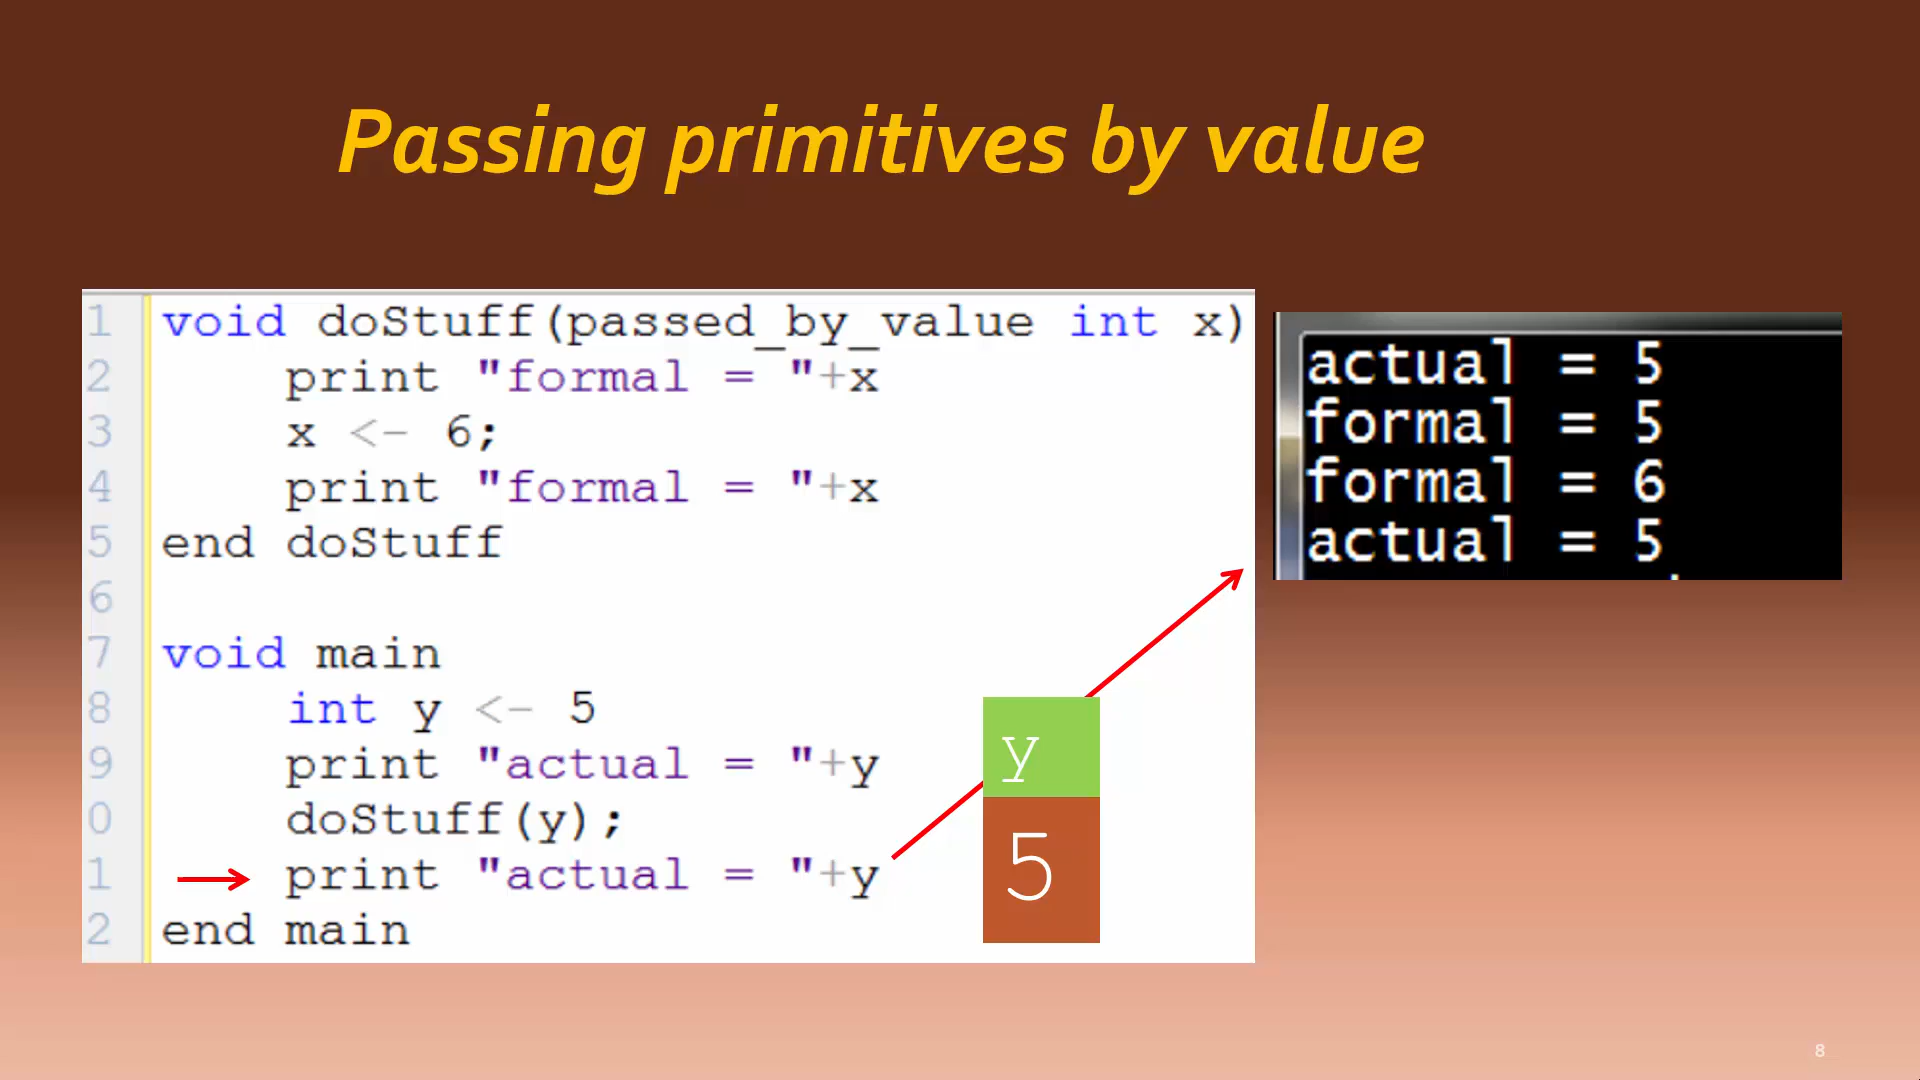 Passing primitives by value
1 void doStuff(passed_by_value int x)
2 print "formal = "+x
3 x <- 6;
4 print "formal = "+x
5 end doStuff
6
7 void main
8 int y <- 5
9 print "actual = "+y
0 doStuff(y);
1 print "actual = "+y
2 end main
y
5
actual = 5
formal = 5
formal = 6
actual = 5
8